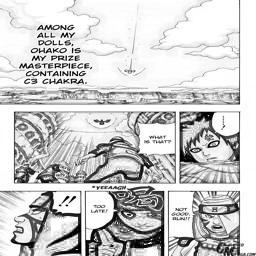 AMONG
ALL MY
DOLLS,
OHAKO IS
MY PRIZE
MASTERPIECE,
CONTAINING
C3 CHAKRA.
WHAT
IS THAT?
...
!!
*YEEAAGH
TOO
LATE!
NOT
GOOD.
RUN!!